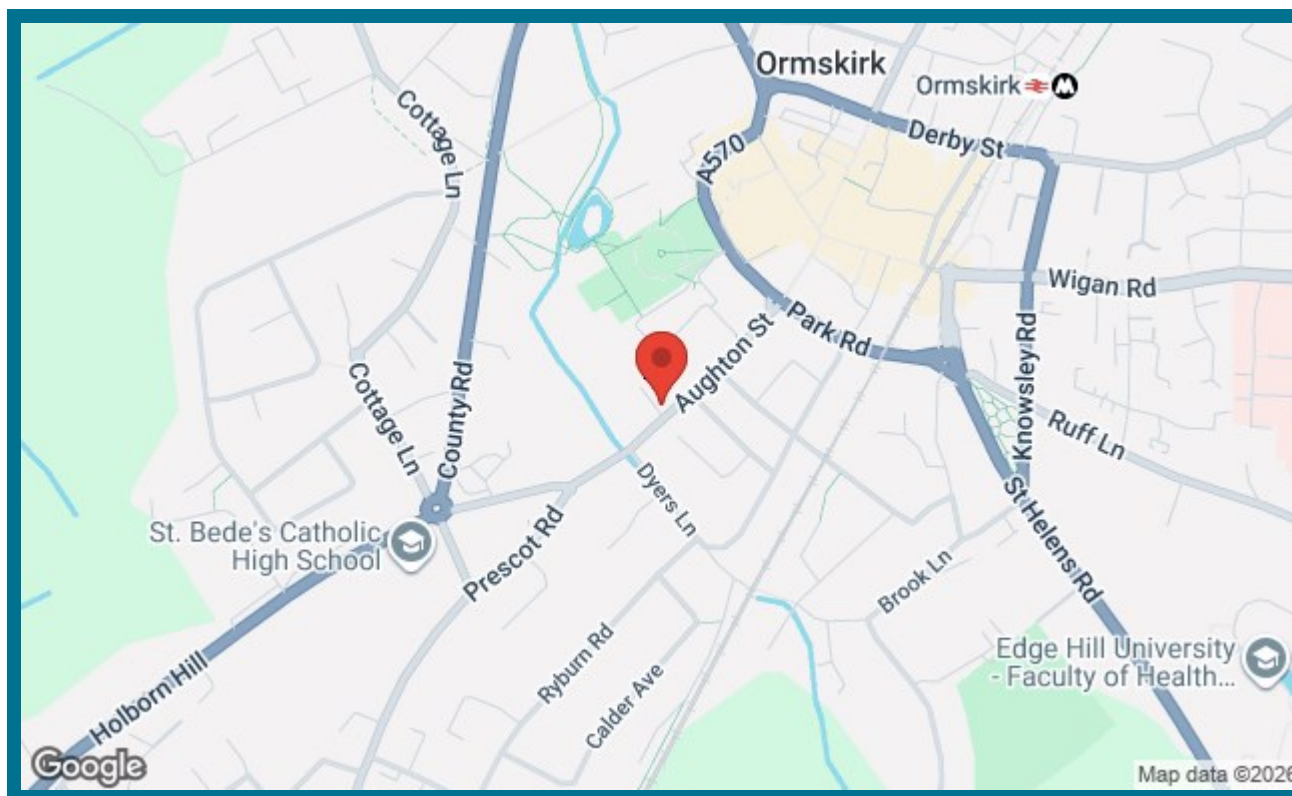 Ormskirk
Ormskirk
Derby St
A570
Cottage Ln
Wigan Rd
Park Rd
Aughton St
Knowsley Rd
County Rd
Cottage Ln
Ruff Ln
Dyers Ln
St Helens Rd
St. Bede's Catholic
High School
Prescot Rd
Brook Ln
Ryburn Rd
Calder Ave
Holborn Hill
Edge Hill University
- Faculty of Health...
Google
Map data ©2026